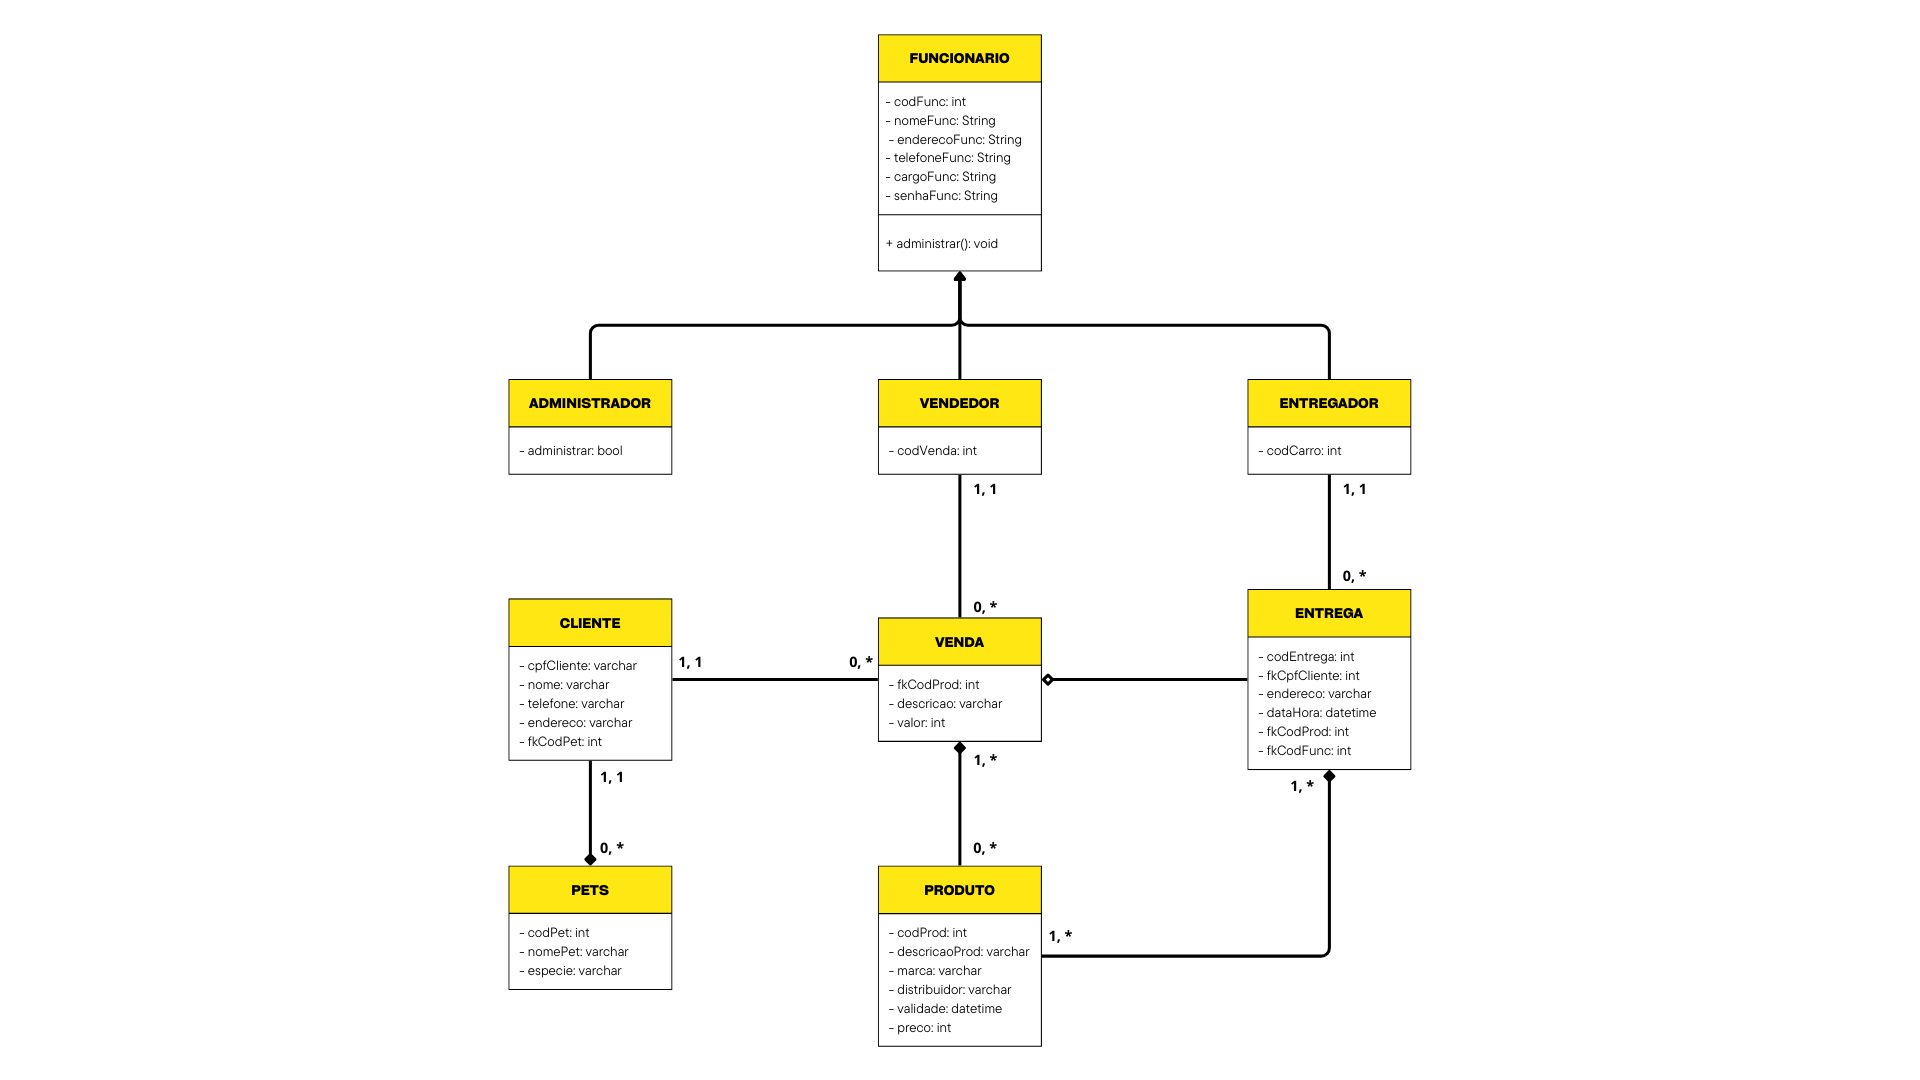 FUNCIONARIO
- codFunc: int
- nomeFunc: String
- enderecoFunc: String
- telefoneFunc: String
- cargoFunc: String
- senhaFunc: String
+ administrar(): void
ADMINISTRADOR
- administrar: bool
VENDEDOR
- codVenda: int
ENTREGADOR
- codCarro: int
1, 1
1, 1
0, *
0, *
CLIENTE
- cpfCliente: varchar
- nome: varchar
- telefone: varchar
- endereco: varchar
- fkCodPet: int
1, 1
0, *
VENDA
- fkCodProd: int
- descricao: varchar
- valor: int
ENTREGA
- codEntrega: int
- fkCpfCliente: int
- endereco: varchar
- dataHora: datetime
- fkCodProd: int
- fkCodFunc: int
1, 1
1, *
1, *
0, *
0, *
PETS
- codPet: int
- nomePet: varchar
- especie: varchar
PRODUTO
- codProd: int
- descricaoProd: varchar
- marca: varchar
- distribuidor: varchar
- validade: datetime
- preco: int
1, *